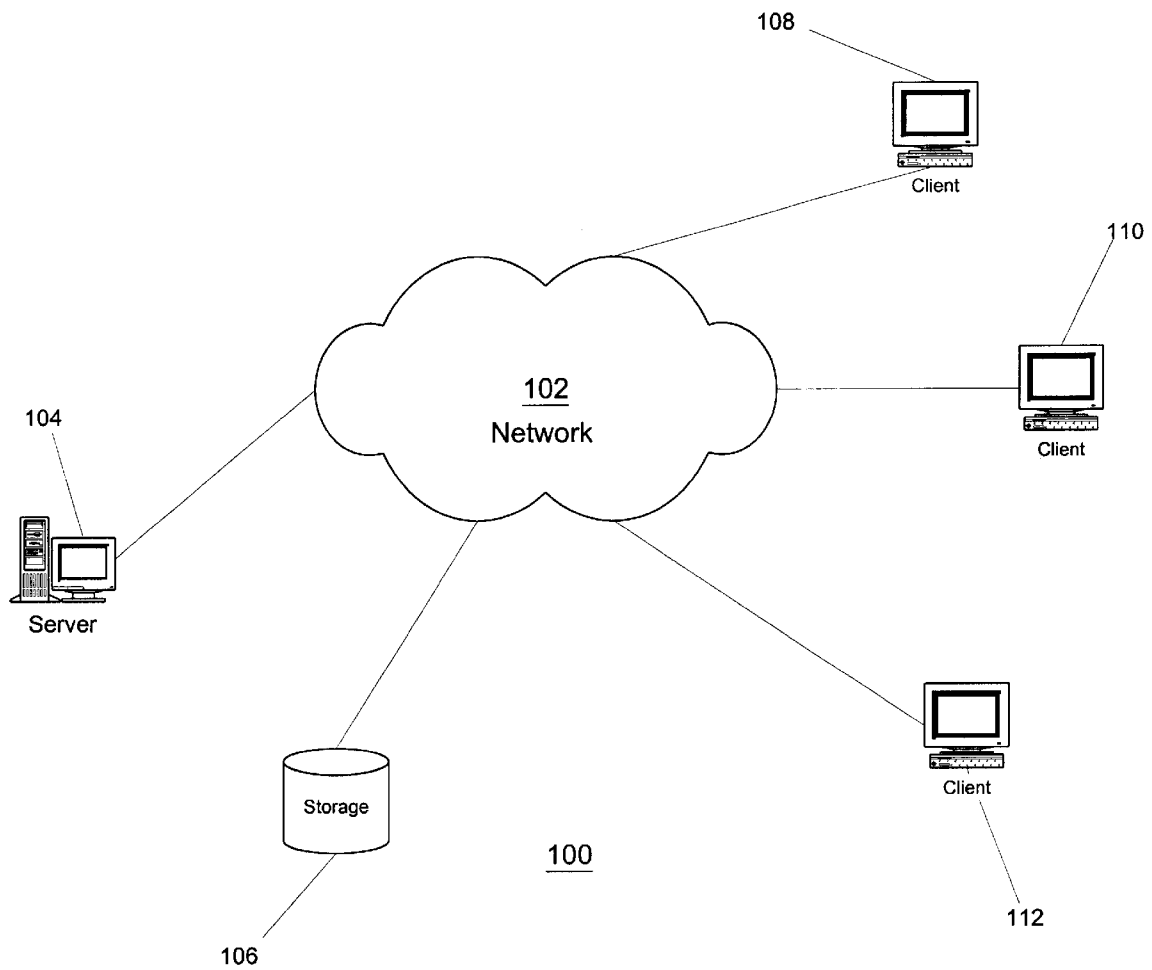 108
Client
110
102
Network
Client
104
Server
Client
Storage
100
112
106